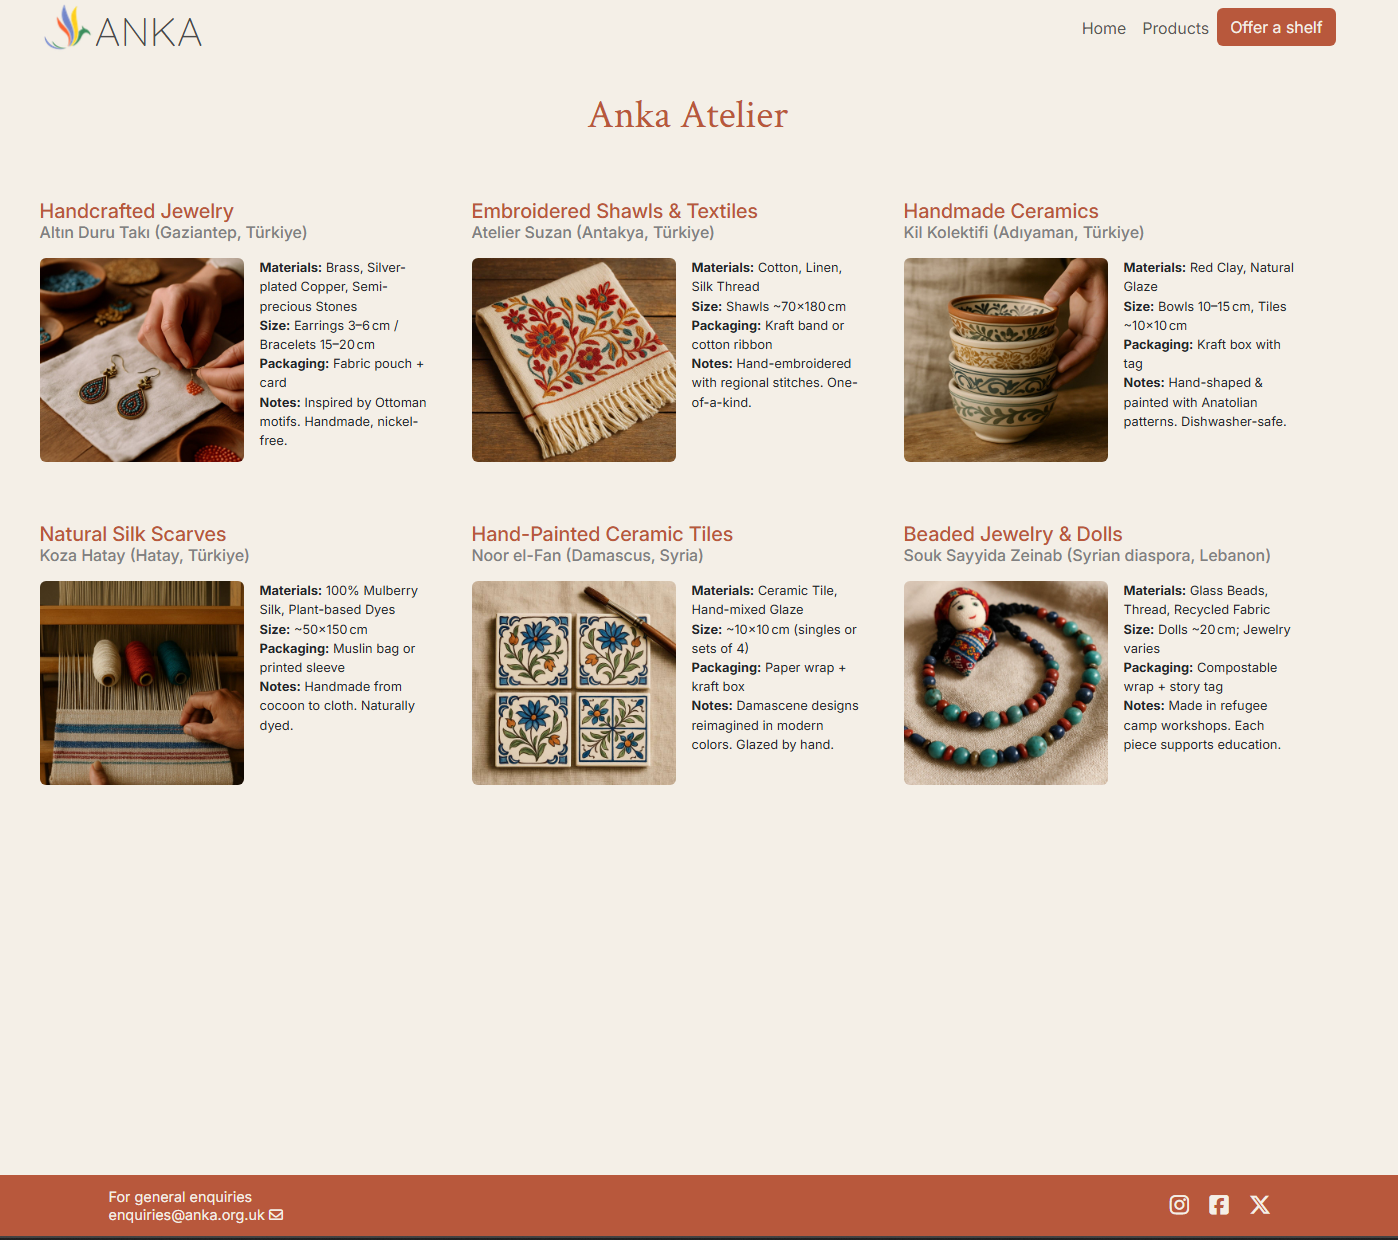 ANKA
Home Products Offer a shelf
Anka Atelier
Handcrafted Jewelry
Altın Duru Takı (Gaziantep, Türkiye)
Materials: Brass, Silver-
plated Copper, Semi-
precious Stones
Size: Earrings 3–6 cm /
Bracelets 15–20 cm
Packaging: Fabric pouch +
card
Notes: Inspired by Ottoman
motifs. Handmade, nickel-
free.
Embroidered Shawls & Textiles
Atelier Suzan (Antakya, Türkiye)
Materials: Cotton, Linen,
Silk Thread
Size: Shawls ~70×180 cm
Packaging: Kraft band or
cotton ribbon
Notes: Hand-embroidered
with regional stitches. One-
of-a-kind.
Handmade Ceramics
Kil Kolektifi (Adıyaman, Türkiye)
Materials: Red Clay, Natural
Glaze
Size: Bowls 10–15 cm, Tiles
~10×10 cm
Packaging: Kraft box with
tag
Notes: Hand-shaped &
painted with Anatolian
patterns. Dishwasher-safe.
Natural Silk Scarves
Koza Hatay (Hatay, Türkiye)
Materials: 100% Mulberry
Silk, Plant-based Dyes
Size: ~50×150 cm
Packaging: Muslin bag or
printed sleeve
Notes: Handmade from
cocoon to cloth. Naturally
dyed.
Hand-Painted Ceramic Tiles
Noor el-Fan (Damascus, Syria)
Materials: Ceramic Tile,
Hand-mixed Glaze
Size: ~10×10 cm (singles or
sets of 4)
Packaging: Paper wrap +
kraft box
Notes: Damascene designs
reimagined in modern
colors. Glazed by hand.
Beaded Jewelry & Dolls
Souk Sayyida Zeinab (Syrian diaspora, Lebanon)
Materials: Glass Beads,
Thread, Recycled Fabric
Size: Dolls ~20 cm; Jewelry
varies
Packaging: Compostable
wrap + story tag
Notes: Made in refugee
camp workshops. Each
piece supports education.
For general enquiries
enquiries@anka.org.uk